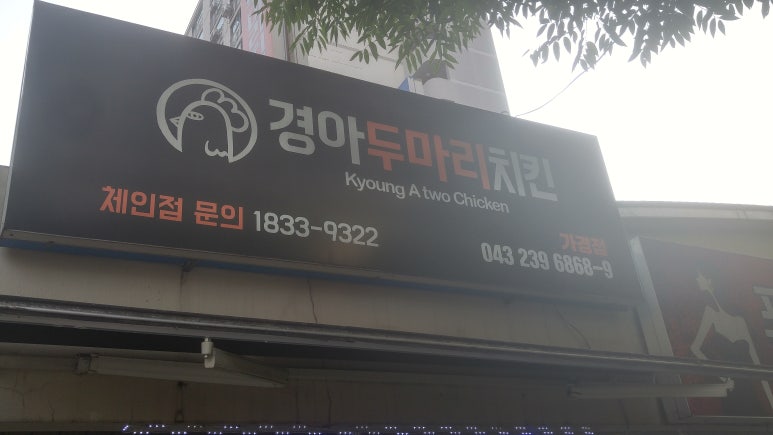 경아두마리치킨
Kyoung A two Chicken
체인점 문의 1833-9322
가경점
043 239 6868-9